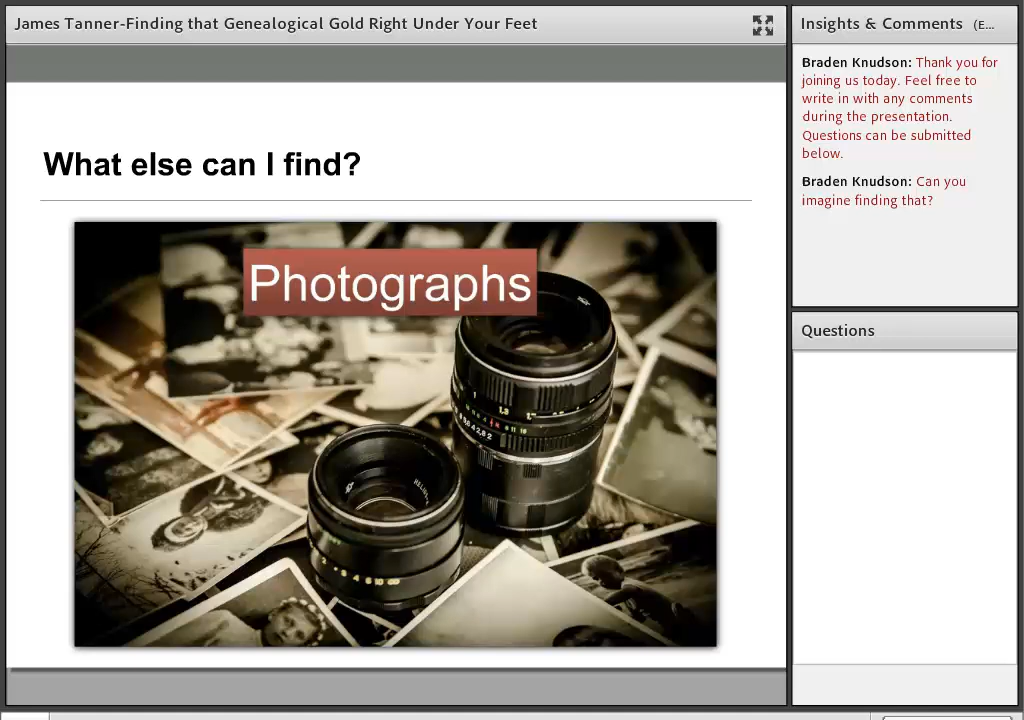 James Tanner-Finding that Genealogical Gold Right Under Your Feet
What else can I find?
Photographs
Insights & Comments (E...
Braden Knudson: Thank you for
joining us today. Feel free to
write in with any comments
during the presentation.
Questions can be submitted
below.
Braden Knudson: Can you
imagine finding that?
Questions